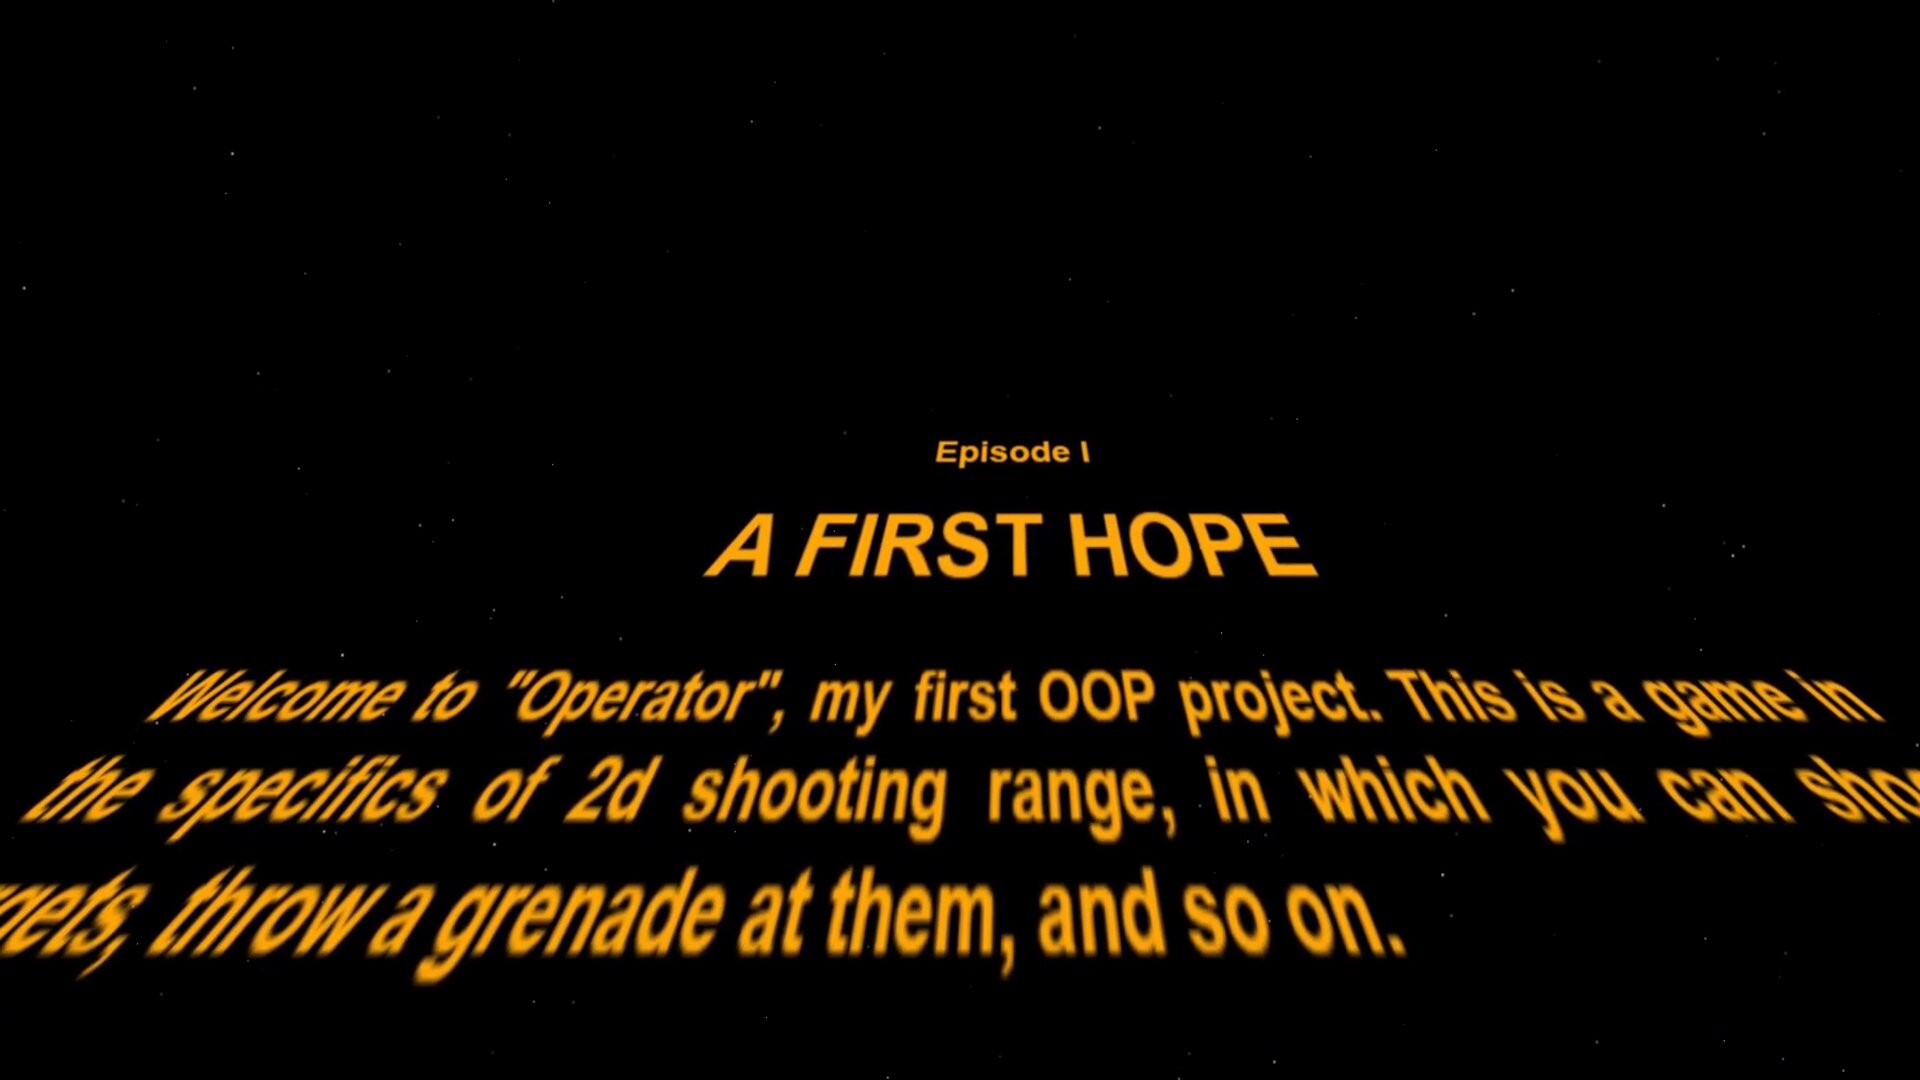 Episode I
A FIRST HOPE
Welcome to "Operator", my first OOP project. This is a game in
the specifics of 2d shooting range, in which you can
throw a grenade at them, and so on.